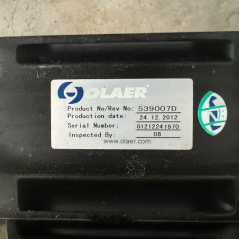 OLAER
Product No/Rev No: 539007D
Production date: 24.12.2012
Serial Number: 01212241970
Inspected By: 08
www.olaer.com